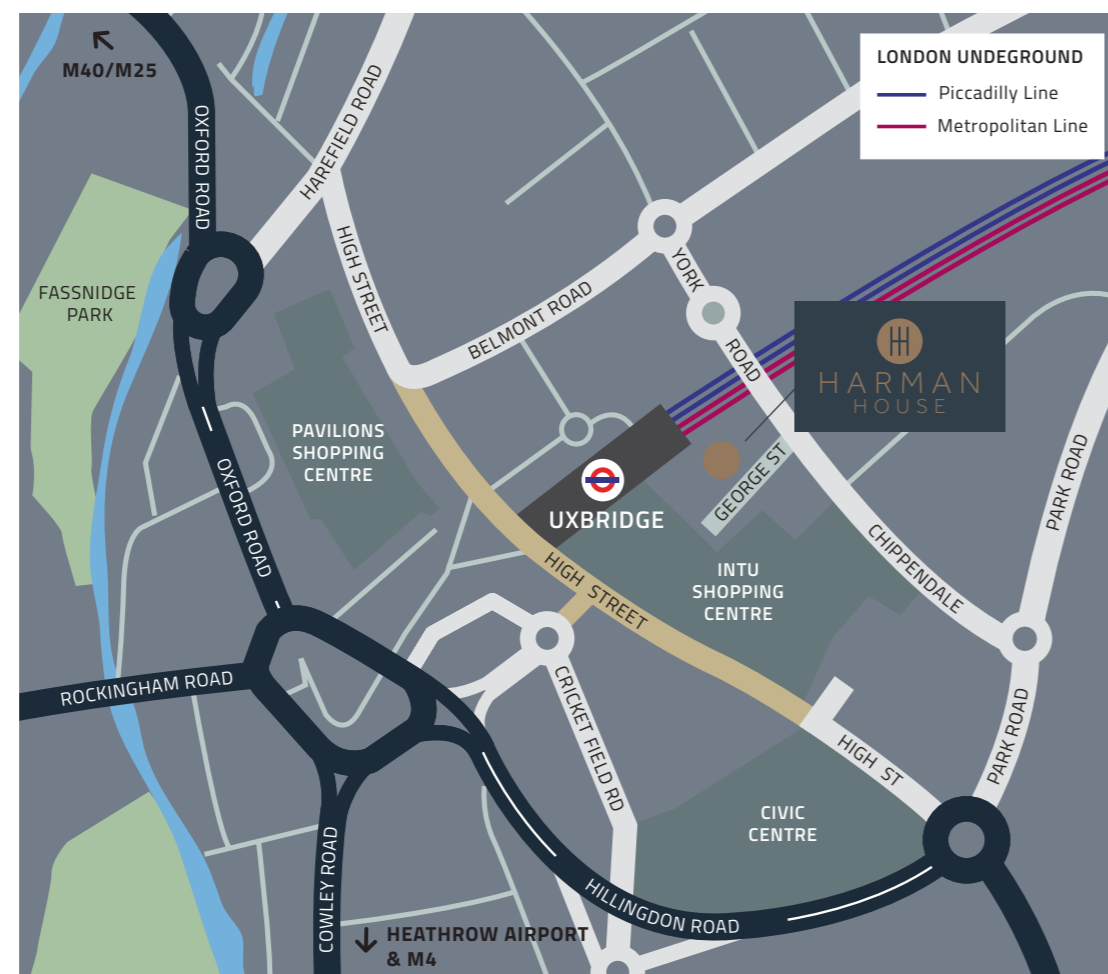 M40/M25
OXFORD ROAD
HAREFIELD ROAD
LONDON UNDEGROUND
Piccadilly Line
Metropolitan Line
HIGH STREET
FASSNIDGE
PARK
BELMONT ROAD
YORK
ROAD
HH
HARMAN
HOUSE
PAVILIONS
SHOPPING
CENTRE
OXFORD ROAD
UXBRIDGE
GEORGE ST
PARK ROAD
HIGH STREET
INTU
SHOPPING
CENTRE
CHIPPENDALE
ROCKINGHAM ROAD
CRICKET FIELD RD
HIGH ST
PARK ROAD
CIVIC
CENTRE
COWLEY ROAD
HILLINGDON ROAD
HEATHROW AIRPORT
& M4